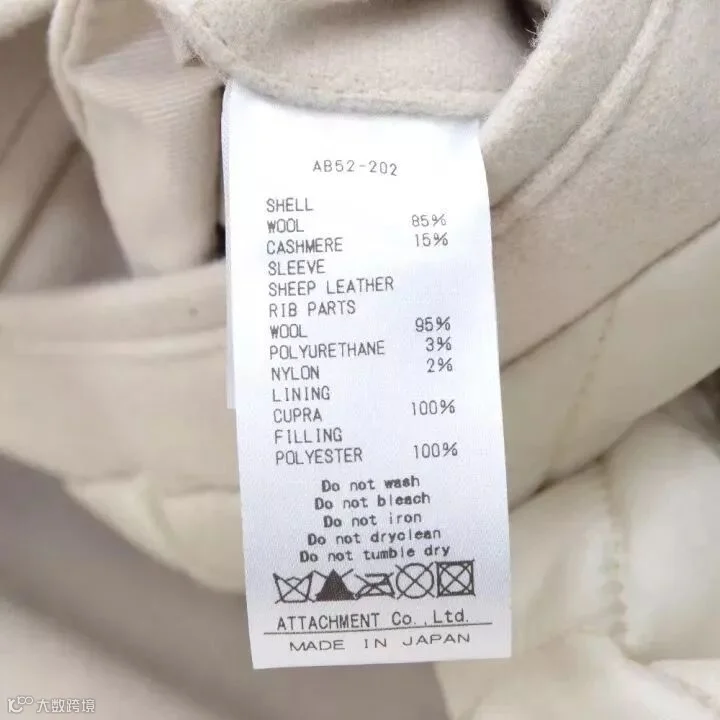 AB52-202
SHELL
WOOL 85%
CASHMERE 15%
SLEEVE
SHEEP LEATHER
RIB PARTS
WOOL 95%
POLYURETHANE 3%
NYLON 2%
LINING
CUPRA 100%
FILLING
POLYESTER 100%
Do not wash
Do not bleach
Do not iron
Do not dryclean
Do not tumble dry
ATTACHMENT Co.,Ltd.
MADE IN JAPAN
大数跨境